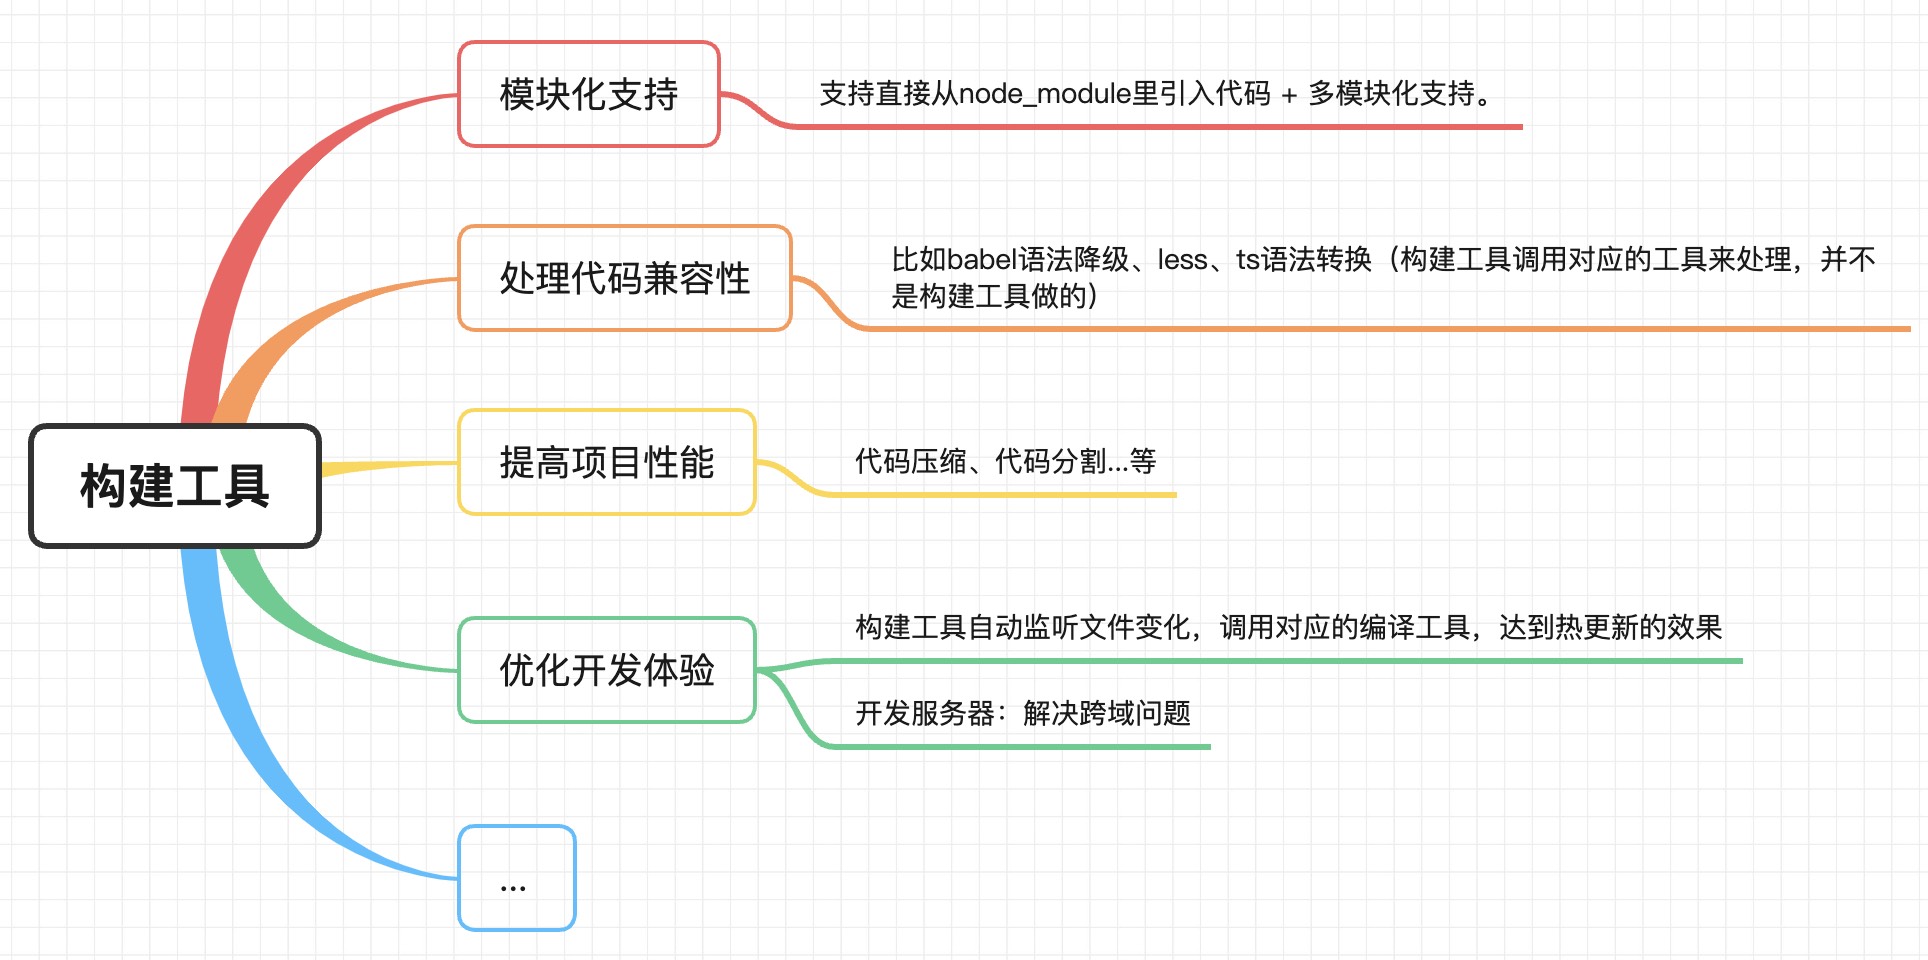 模块化支持
支持直接从node_module里引入代码 + 多模块化支持。
处理代码兼容性
比如babel语法降级、less、ts语法转换（构建工具调用对应的工具来处理，并不
是构建工具做的）
构建工具
提高项目性能
代码压缩、代码分割...等
优化开发体验
构建工具自动监听文件变化，调用对应的编译工具，达到热更新的效果
开发服务器：解决跨域问题
...